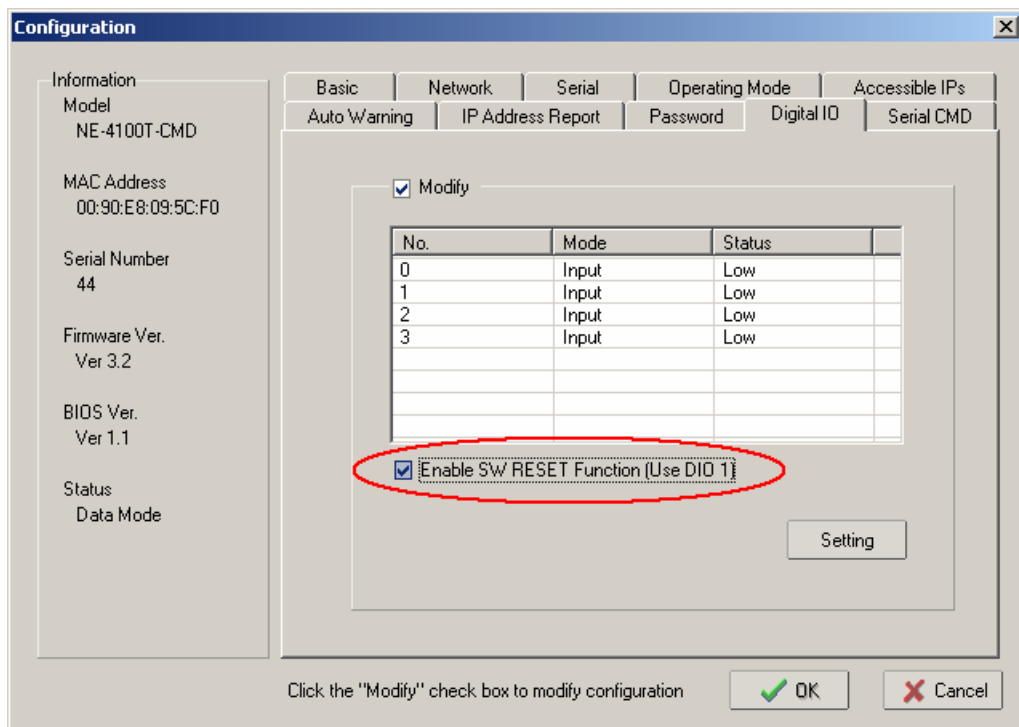 Configuration
Information
Model
NE-4100T-CMD
MAC Address
00:90:E8:09:5C:F0
Serial Number
44
Firmware Ver.
Ver 3.2
BIOS Ver.
Ver 1.1
Status
Data Mode
Basic Network Serial Operating Mode Accessible IPs
Auto Warning IP Address Report Password Digital IO Serial CMD
Modify
No. Mode Status
0 Input Low
1 Input Low
2 Input Low
3 Input Low
Enable SW RESET Function (Use DIO 1)
Setting
Click the "Modify" check box to modify configuration
OK Cancel